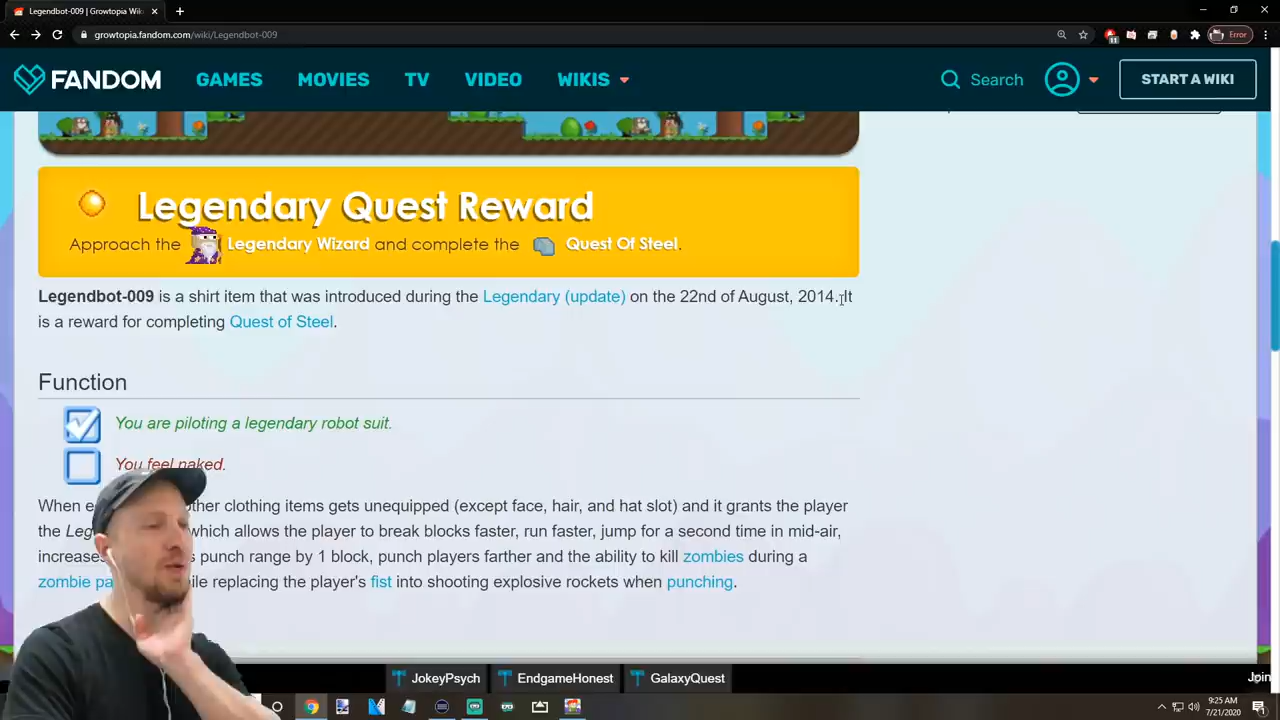 Legendbot-009 | Growtopia Wiki
growtopia.fandom.com/wiki/Legendbot-009
11
Error
FANDOM GAMES MOVIES TV VIDEO WIKIS Search START A WIKI
Legendary Quest Reward
Approach the Legendary Wizard and complete the Quest Of Steel.
Legendbot-009 is a shirt item that was introduced during the Legendary (update) on the 22nd of August, 2014. It
is a reward for completing Quest of Steel.
Function
You are piloting a legendary robot suit.
You feel naked.
When other clothing items gets unequipped (except face, hair, and hat slot) and it grants the player
the which allows the player to break blocks faster, run faster, jump for a second time in mid-air,
increases punch range by 1 block, punch players farther and the ability to kill zombies during a
zombie replacing the player's fist into shooting explosive rockets when punching.
JokeyPsych EndgameHonest GalaxyQuest Join
9:25 AM
7/21/2020